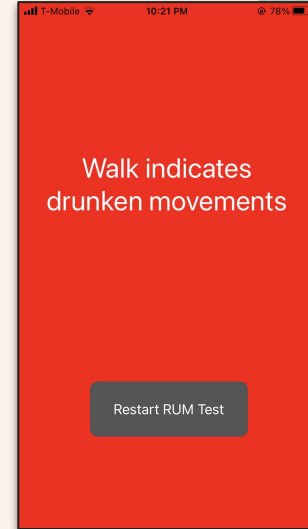 T-Mobile 10:21 PM 78%
Walk indicates
drunken movements
Restart RUM Test